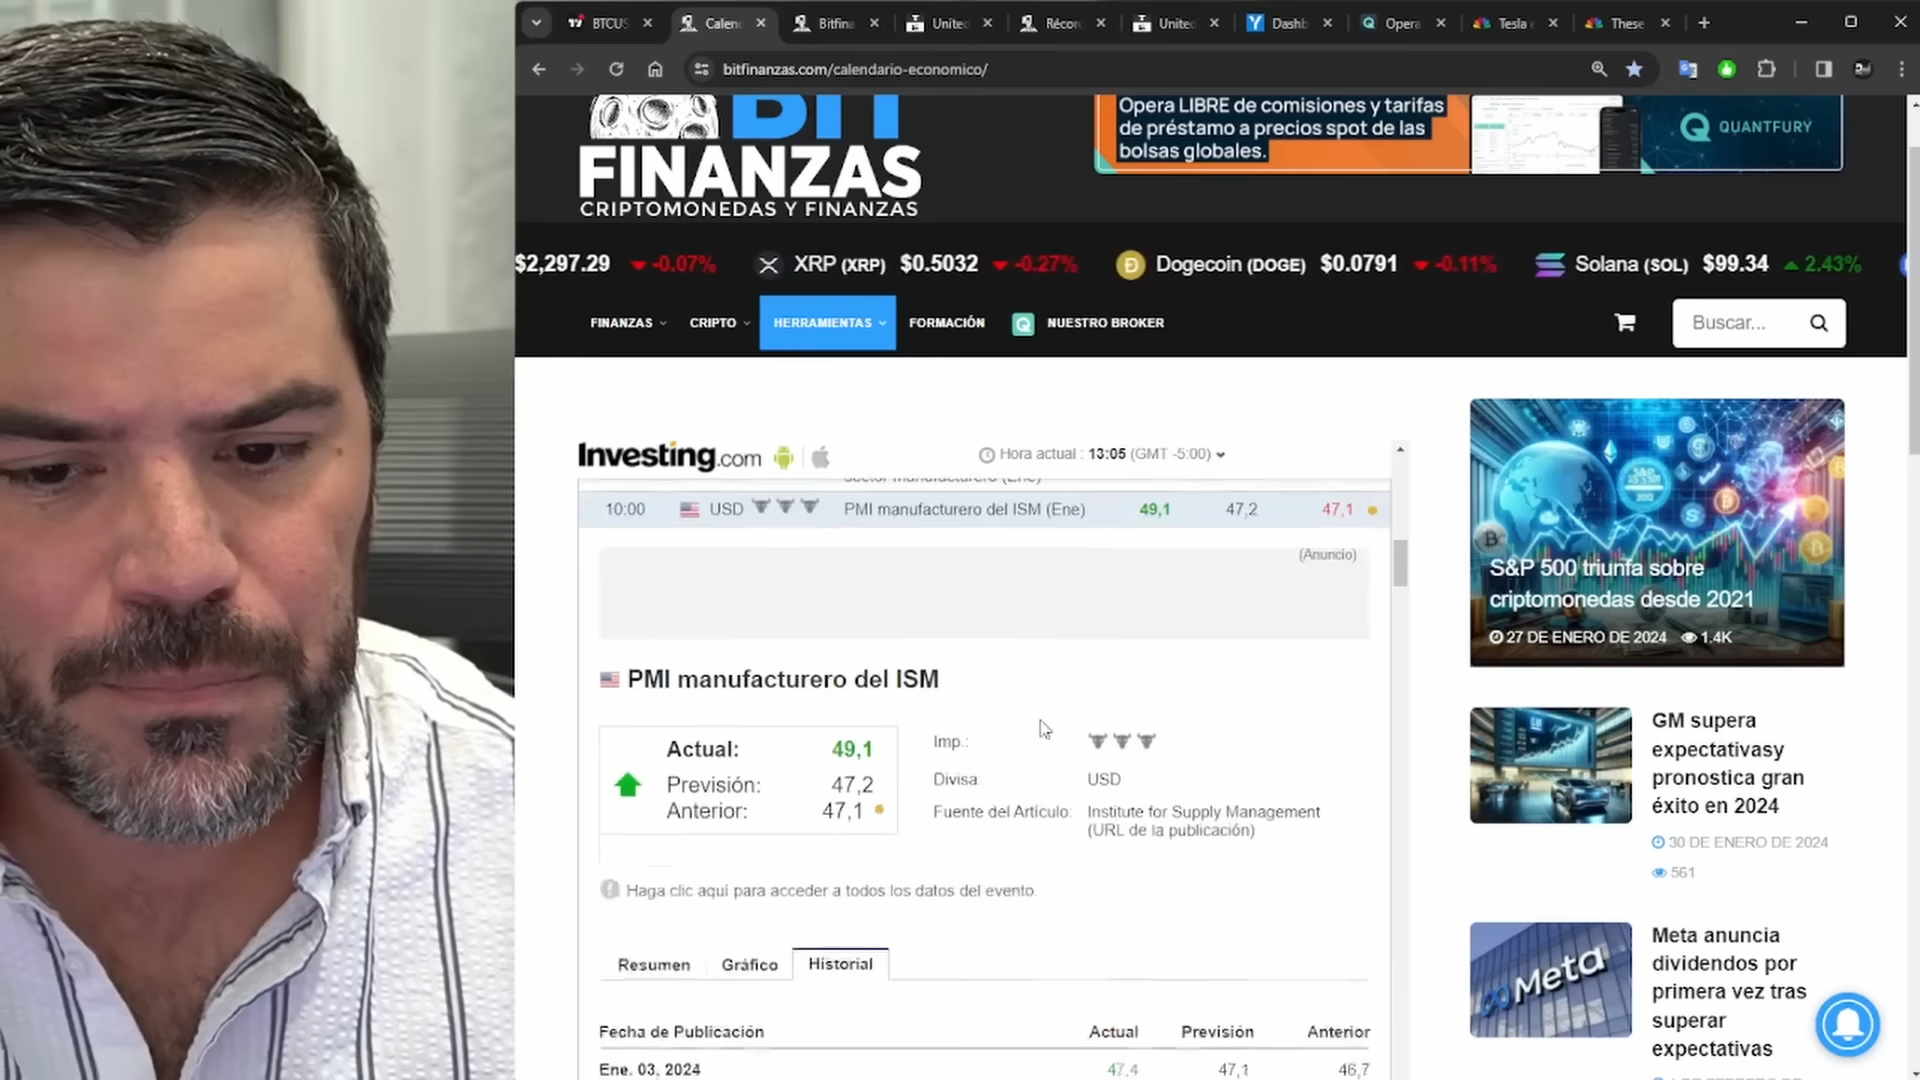 BTCUS
Calen
Bitfina
United
Récor
United
Dashb
Opera
Tesla
These
bitfinanzas.com/calendario-economico/
BIT
FINANZAS
CRIPTOMONEDAS Y FINANZAS
Opera LIBRE de comisiones y tarifas
de préstamo a precios spot de las
bolsas globales.
QUANTFURY
$2,297.29 -0.07% XRP (XRP) $0.5032 -0.27% Dogecoin (DOGE) $0.0791 -0.11% Solana (SOL) $99.34 2.43%
FINANZAS CRIPTO HERRAMIENTAS FORMACIÓN NUESTRO BROKER
Buscar...
Investing.com
Hora actual : 13:05 (GMT -5:00)
sector manufacturero (Ene)
10:00 USD PMI manufacturero del ISM (Ene) 49,1 47,2 47,1
(Anuncio)
PMI manufacturero del ISM
Actual: 49,1
Previsión: 47,2
Anterior: 47,1
Imp.:
Divisa: USD
Fuente del Artículo: Institute for Supply Management
(URL de la publicación)
Haga clic aquí para acceder a todos los datos del evento.
Resumen Gráfico Historial
Fecha de Publicación Actual Previsión Anterior
Ene. 03, 2024 47,4 47,1 46,7
S&P 500 triunfa sobre
criptomonedas desde 2021
27 DE ENERO DE 2024 1.4K
GM supera
expectativasy
pronostica gran
éxito en 2024
30 DE ENERO DE 2024
561
Meta
Meta anuncia
dividendos por
primera vez tras
superar
expectativas